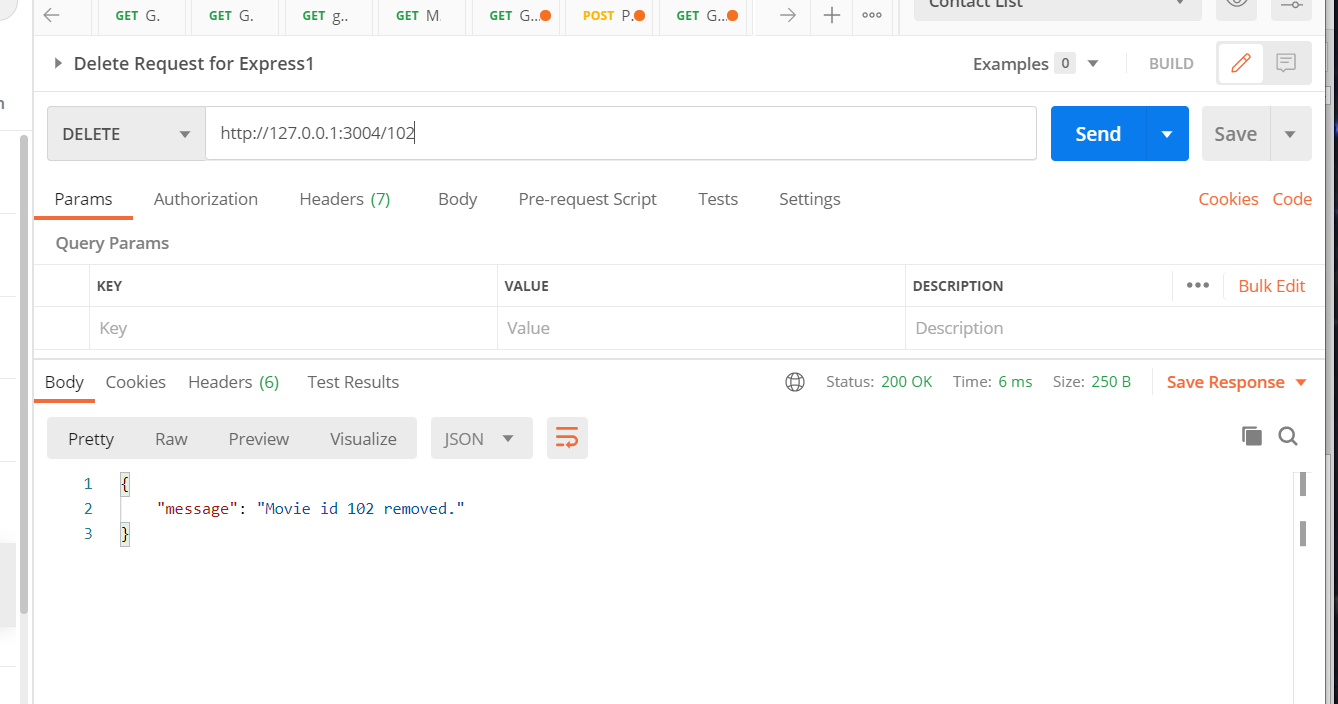 GET G. GET G. GET g.. GET M. GET G... POST P. GET G... Contact List
Delete Request for Express1 Examples 0 BUILD
DELETE http://127.0.0.1:3004/102 Send Save
Params Authorization Headers (7) Body Pre-request Script Tests Settings Cookies Code
Query Params
KEY VALUE DESCRIPTION Bulk Edit
Key Value Description
Body Cookies Headers (6) Test Results Status: 200 OK Time: 6 ms Size: 250 B Save Response
Pretty Raw Preview Visualize JSON
1 {
2 "message": "Movie id 102 removed."
3 }